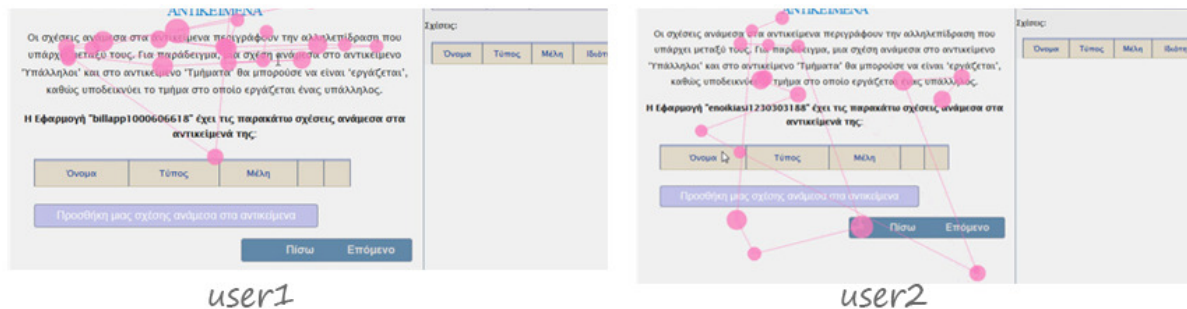 ΑΝΤΙΚΕΙΜΕΝΑ
Οι σχέσεις ανάμεσα στα αντικείμενα περιγράφουν την αλληλεπίδραση που
υπάρχει μεταξύ τους. Για παράδειγμα, μια σχέση ανάμεσα στο αντικείμενο
'Υπάλληλοι' και στο αντικείμενο 'Τμήματα' θα μπορούσε να είναι 'εργάζεται',
καθώς υποδεικνύει το τμήμα στο οποίο εργάζεται ένας υπάλληλος.
Η Εφαρμογή "billapp1000606618" έχει τις παρακάτω σχέσεις ανάμεσα στα
αντικείμενά της:
Όνομα Τύπος Μέλη
Προσθήκη μιας σχέσης ανάμεσα στα αντικείμενα
Πίσω Επόμενο
Σχέσεις:
Όνομα Τύπος Μέλη
user1
ΑΝΤΙΚΕΙΜΕΝΑ
Οι σχέσεις ανάμεσα στα αντικείμενα περιγράφουν την αλληλεπίδραση που
υπάρχει μεταξύ τους. Για παράδειγμα, μια σχέση ανάμεσα στο αντικείμενο
'Υπάλληλοι' και στο αντικείμενο 'Τμήματα' θα μπορούσε να είναι 'εργάζεται',
καθώς υποδεικνύει το τμήμα στο οποίο εργάζεται ένας υπάλληλος.
Η Εφαρμογή "enoikiasi1230303188" έχει τις παρακάτω σχέσεις ανάμεσα στα
αντικείμενά της:
Όνομα Τύπος Μέλη
Προσθήκη μιας σχέσης ανάμεσα στα αντικείμενα
Πίσω Επόμενο
Σχέσεις:
Όνομα Τύπος Μέλη
user2